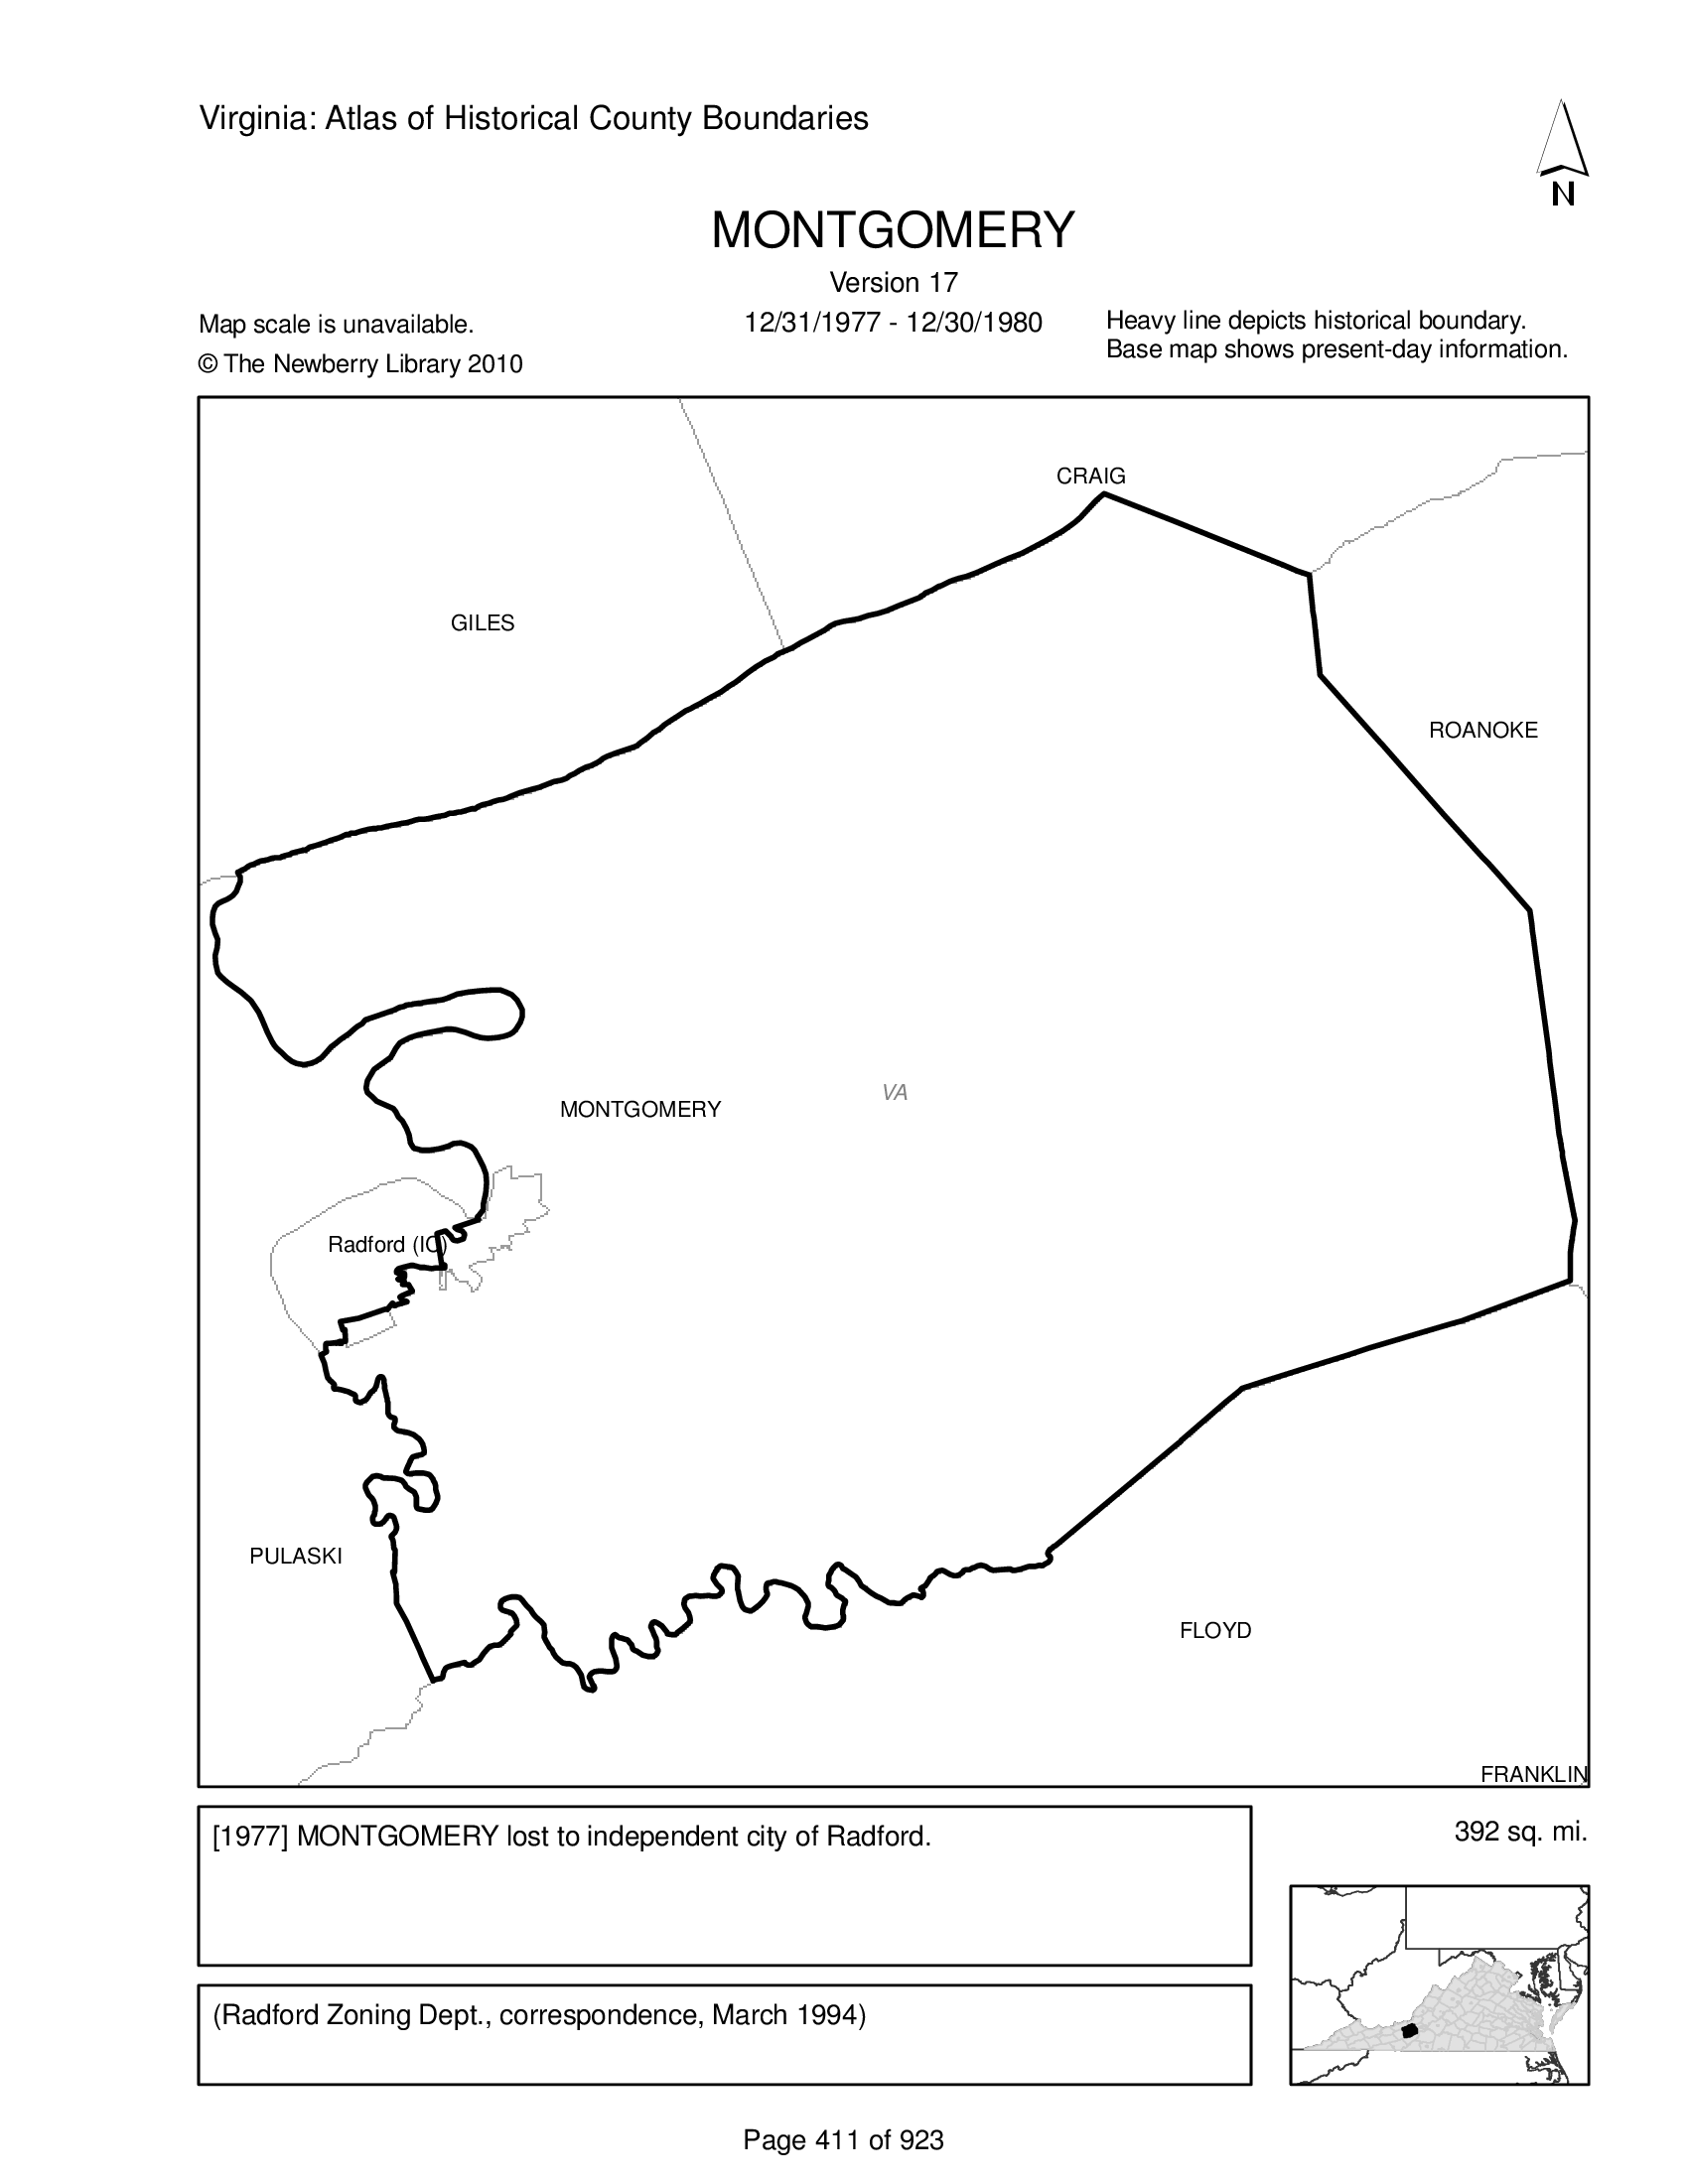 Virginia: Atlas of Historical County Boundaries
N
MONTGOMERY
Version 17
Map scale is unavailable.
12/31/1977 - 12/30/1980
Heavy line depicts historical boundary.
Base map shows present-day information.
© The Newberry Library 2010
CRAIG
GILES
ROANOKE
VA
MONTGOMERY
Radford (IC)
PULASKI
FLOYD
FRANKLIN
[1977] MONTGOMERY lost to independent city of Radford.
392 sq. mi.
(Radford Zoning Dept., correspondence, March 1994)
Page 411 of 923